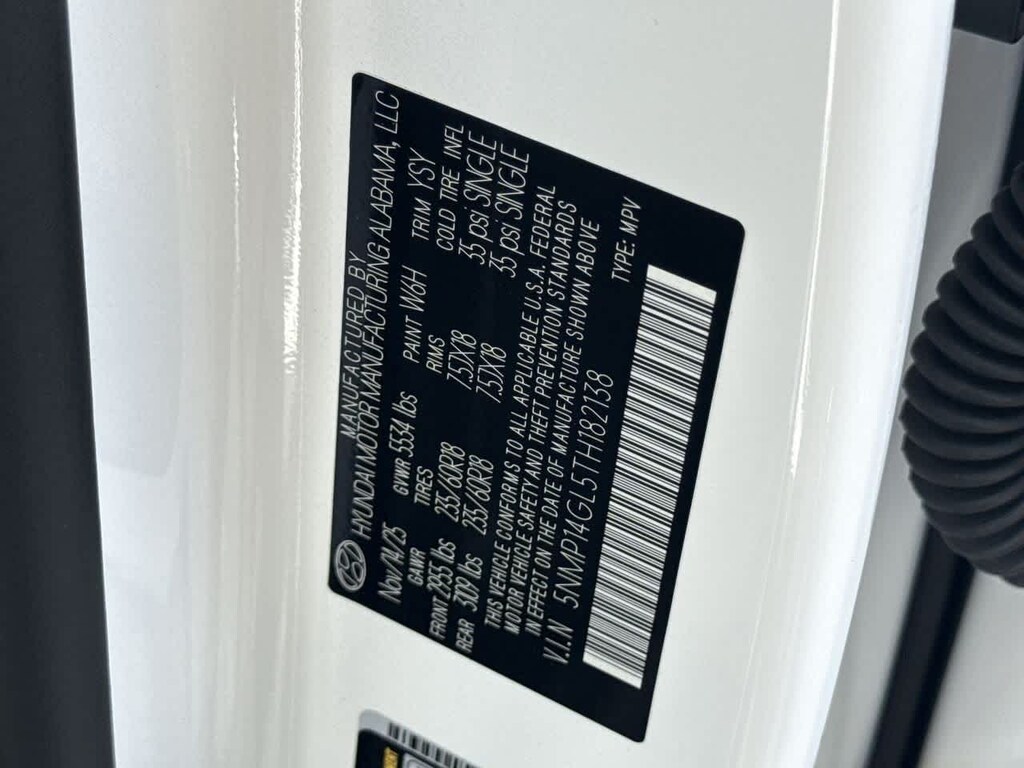 MANUFACTURED BY
HYUNDAI MOTOR MANUFACTURING ALABAMA, LLC
Nov/04/25 GVWR 5534 lbs PAINT W6H TRIM YSY
GAWR TIRES RIMS COLD TIRE INFL
FRONT 2955 lbs 235/60R18 7.5JX18 35 psi SINGLE
REAR 3109 lbs 235/60R18 7.5JX18 35 psi SINGLE
THIS VEHICLE CONFORMS TO ALL APPLICABLE U.S.A. FEDERAL
MOTOR VEHICLE SAFETY AND THEFT PREVENTION STANDARDS
IN EFFECT ON THE DATE OF MANUFACTURE SHOWN ABOVE
V.I.N 5NMP14GL5TH182138 TYPE: MPV